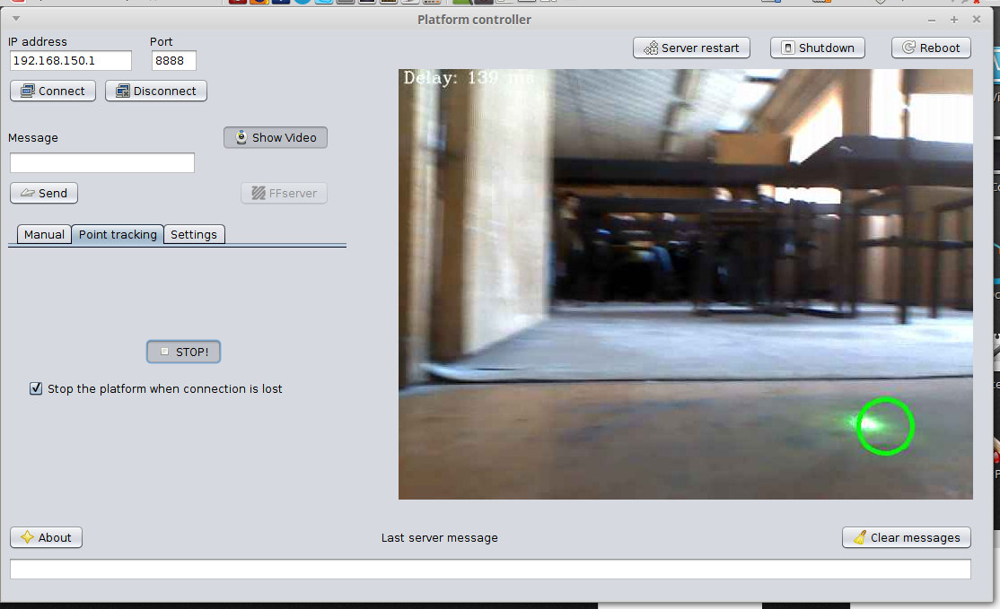 Platform controller
IP address
Port
192.168.150.1
8888
Server restart
Shutdown
Reboot
Connect
Disconnect
Delay: 139 ms
Message
Show Video
Send
FFserver
Manual
Point tracking
Settings
STOP!
Stop the platform when connection is lost
About
Last server message
Clear messages